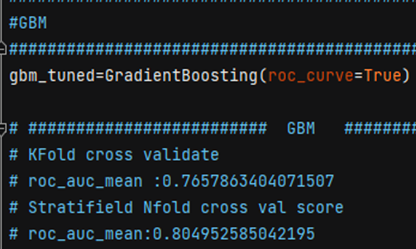 #GBM
############################################
gbm_tuned=GradientBoosting(roc_curve=True)
# ########################  GBM   ########
# KFold cross validate
# roc_auc_mean :0.7657863404071507
# Stratifield Nfold cross val score
# roc_auc_mean:0.804952585042195